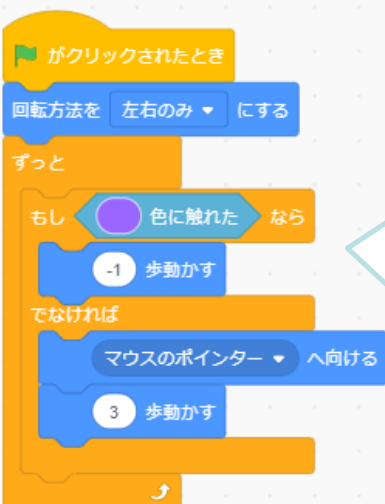 がクリックされたとき
回転方法を 左右のみ にする
ずっと
もし 色に触れた なら
-1 歩動かす
でなければ
マウスのポインター へ向ける
3 歩動かす